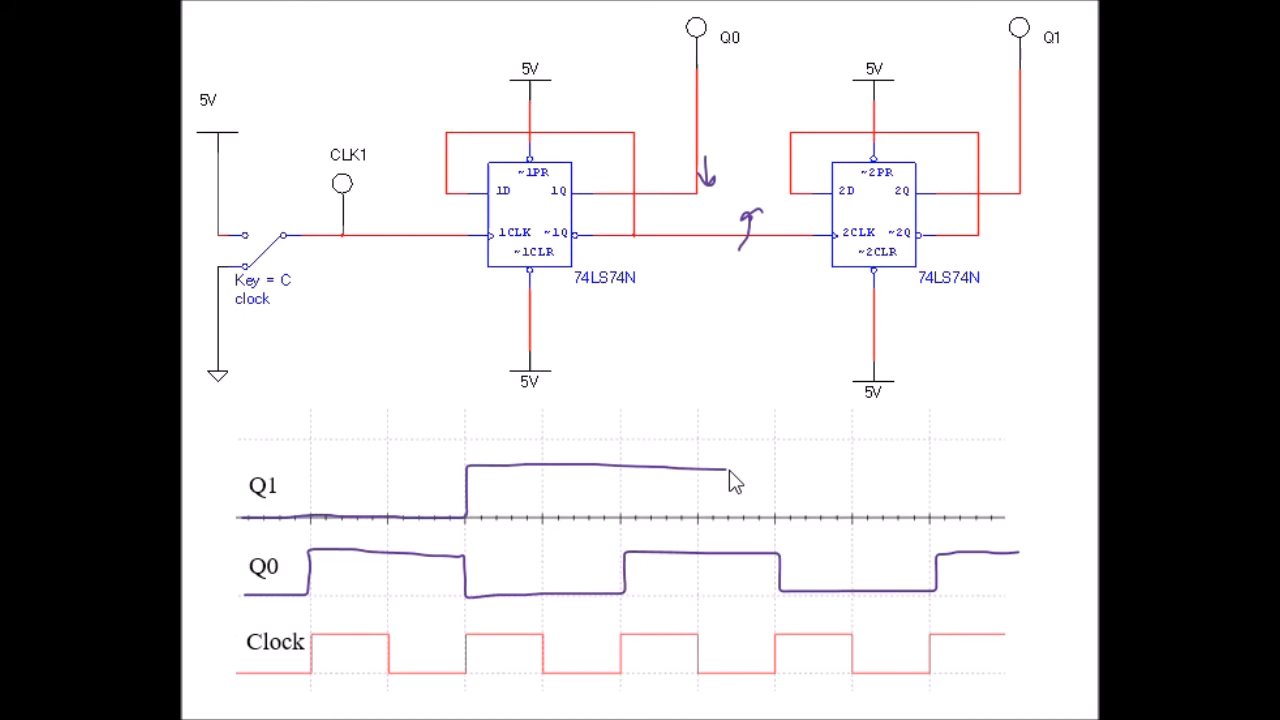 Q0
Q1
5V
5V
5V
CLK1
~1PR
1D
1Q
1CLK
~1Q
~1CLR
74LS74N
~2PR
2D
2Q
2CLK
~2Q
~2CLR
74LS74N
Key = C
clock
5V
5V
Q1
Q0
Clock